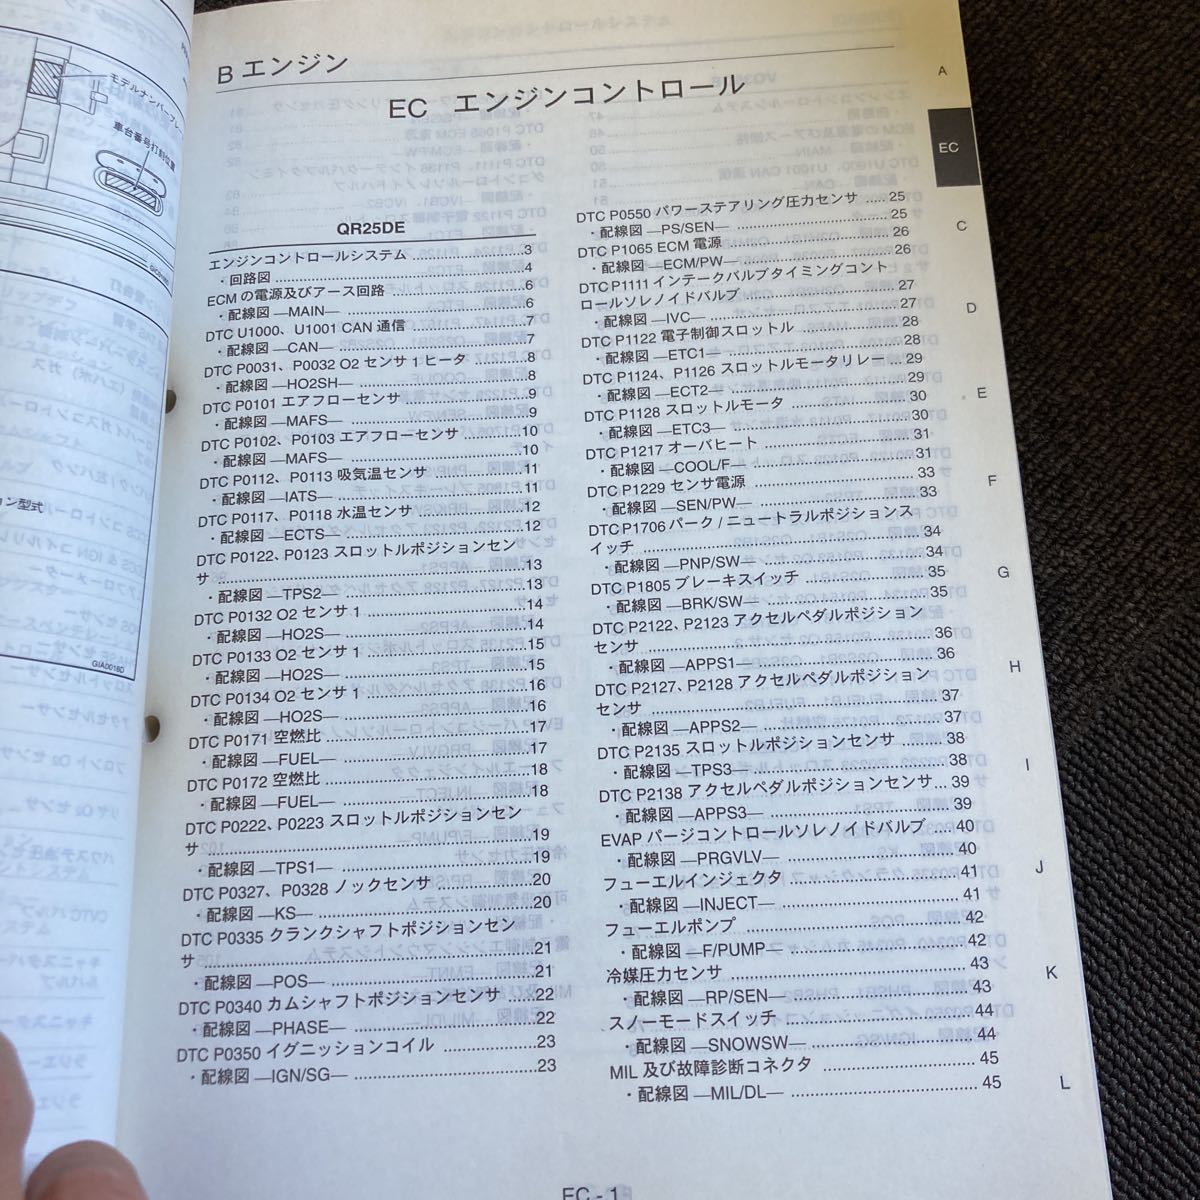 モデルナンバープレー
車台番号打刻位置
ョン型式
GIA0018D
B エンジン
EC エンジンコントロール
QR25DE
エンジンコントロールシステム 3
・回路図 4
ECM の電源及びアース回路 6
・配線図 —MAIN— 6
DTC U1000、U1001 CAN 通信 7
・配線図 —CAN— 7
DTC P0031、P0032 O2 センサ 1 ヒータ 8
・配線図 —HO2SH— 8
DTC P0101 エアフローセンサ 9
・配線図 —MAFS— 9
DTC P0102、P0103 エアフローセンサ 10
・配線図 —MAFS— 10
DTC P0112、P0113 吸気温センサ 11
・配線図 —IATS— 11
DTC P0117、P0118 水温センサ 12
・配線図 —ECTS— 12
DTC P0122、P0123 スロットルポジションセン
サ 13
・配線図 —TPS2— 13
DTC P0132 O2 センサ 1 14
・配線図 —HO2S— 14
DTC P0133 O2 センサ 1 15
・配線図 —HO2S— 15
DTC P0134 O2 センサ 1 16
・配線図 —HO2S— 16
DTC P0171 空燃比 17
・配線図 —FUEL— 17
DTC P0172 空燃比 18
・配線図 —FUEL— 18
DTC P0222、P0223 スロットルポジションセン
サ 19
・配線図 —TPS1— 19
DTC P0327、P0328 ノックセンサ 20
・配線図 —KS— 20
DTC P0335 クランクシャフトポジションセン
サ 21
・配線図 —POS— 21
DTC P0340 カムシャフトポジションセンサ 22
・配線図 —PHASE— 22
DTC P0350 イグニッションコイル 23
・配線図 —IGN/SG— 23
DTC P0550 パワーステアリング圧力センサ 25
・配線図 —PS/SEN— 25
DTC P1065 ECM 電源 26
・配線図 —ECM/PW— 26
DTC P1111 インテークバルブタイミングコント
ロールソレノイドバルブ 27
・配線図 —IVC— 27
DTC P1122 電子制御スロットル 28
・配線図 —ETC1— 28
DTC P1124、P1126 スロットルモータリレー 29
・配線図 —ECT2— 29
DTC P1128 スロットルモータ 30
・配線図 —ETC3— 30
DTC P1217 オーバヒート 31
・配線図 —COOL/F— 31
DTC P1229 センサ電源 33
・配線図 —SEN/PW— 33
DTC P1706 パーク / ニュートラルポジションス
イッチ 34
・配線図 —PNP/SW— 34
DTC P1805 ブレーキスイッチ 35
・配線図 —BRK/SW— 35
DTC P2122、P2123 アクセルペダルポジション
センサ 36
・配線図 —APPS1— 36
DTC P2127、P2128 アクセルペダルポジション
センサ 37
・配線図 —APPS2— 37
DTC P2135 スロットルポジションセンサ 38
・配線図 —TPS3— 38
DTC P2138 アクセルペダルポジションセンサ 39
・配線図 —APPS3— 39
EVAP パージコントロールソレノイドバルブ 40
・配線図 —PRGVLV— 40
フューエルインジェクタ 41
・配線図 —INJECT— 41
フューエルポンプ 42
・配線図 —F/PUMP— 42
冷媒圧力センサ 43
・配線図 —RP/SEN— 43
スノーモードスイッチ 44
・配線図 —SNOWSW— 44
MIL 及び故障診断コネクタ 45
・配線図 —MIL/DL— 45
A
EC
C
D
E
F
G
H
I
J
K
L
EC - 1